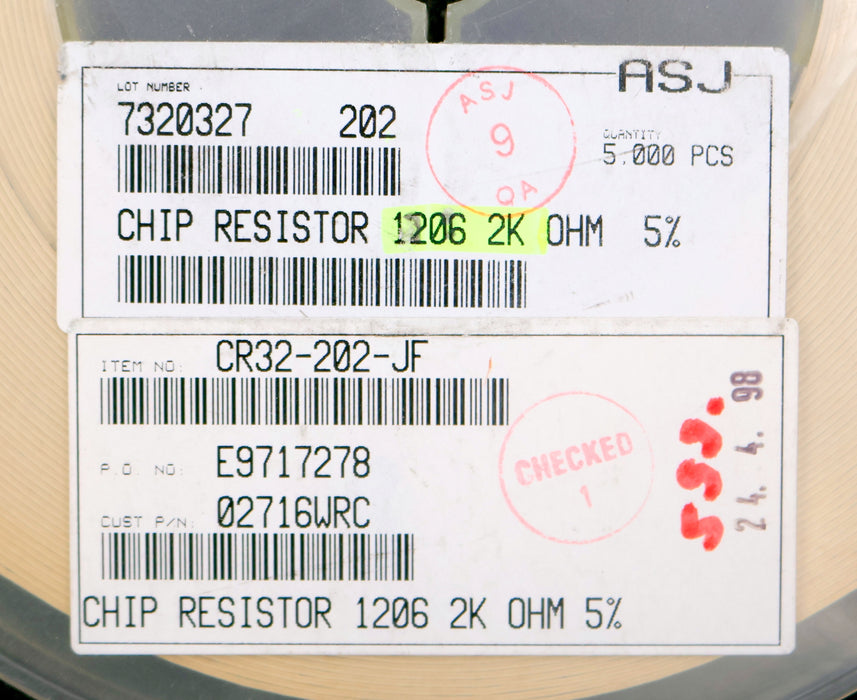 ASJ
LOT NUMBER
7320327 202
QUANTITY
5.000 PCS
ASJ
9
QA
CHIP RESISTOR 1206 2K OHM 5%
ITEM NO: CR32-202-JF
P.O. NO: E9717278
CUST P/N: 02716WRC
CHIP RESISTOR 1206 2K OHM 5%
CHECKED
1
24. 4. 98